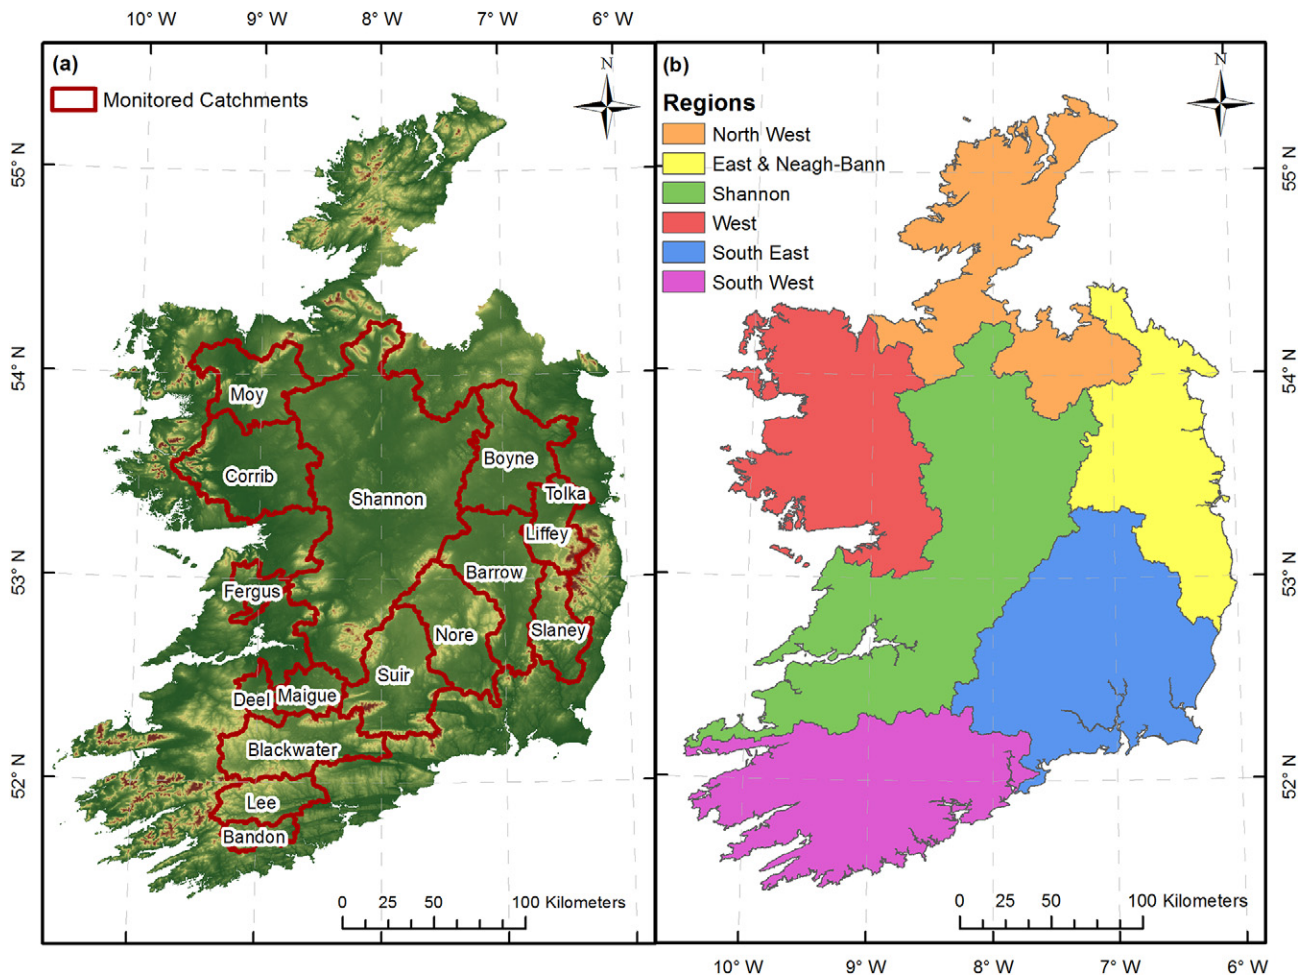 10° W 9° W 8° W 7° W 6° W
(a)
Monitored Catchments
N
55° N
54° N
53° N
52° N
Moy
Corrib
Shannon
Boyne
Tolka
Liffey
Barrow
Fergus
Nore
Slaney
Suir
Deel
Maigue
Blackwater
Lee
Bandon
0 25 50 100 Kilometers
(b)
N
Regions
North West
East & Neagh-Bann
Shannon
West
South East
South West
55° N
54° N
53° N
52° N
0 25 50 100 Kilometers
10° W 9° W 8° W 7° W 6° W